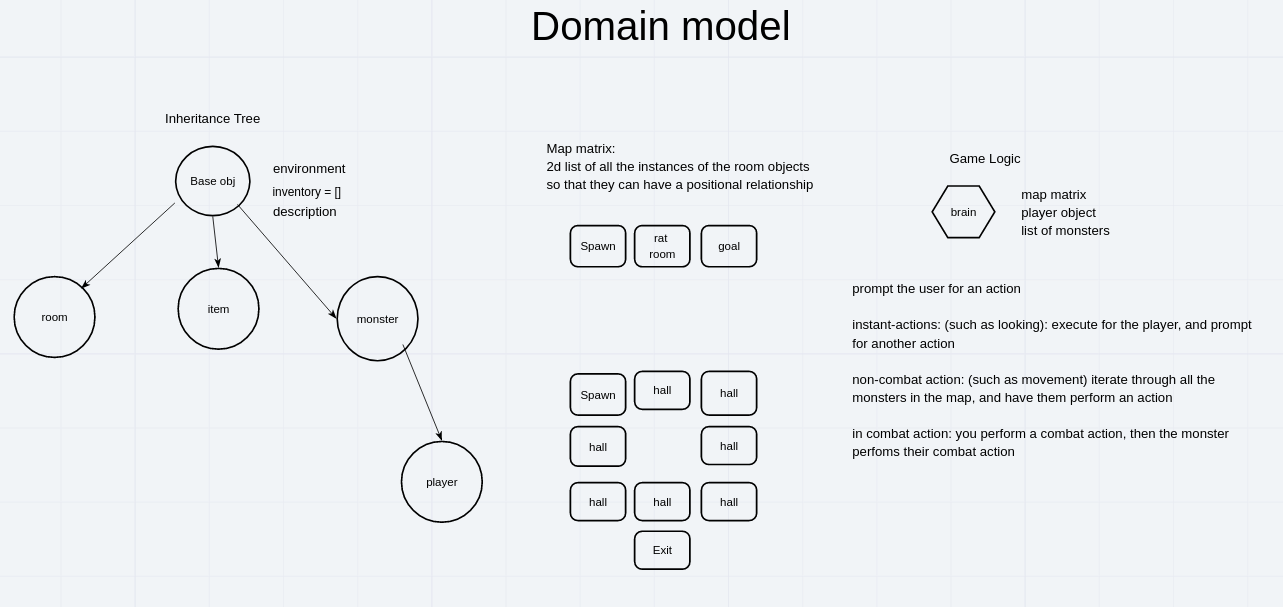 Domain model
Inheritance Tree
Base obj
environment
inventory = []
description
room
item
monster
player
Map matrix:
2d list of all the instances of the room objects
so that they can have a positional relationship
Spawn
rat
room
goal
Spawn
hall
hall
hall
hall
hall
hall
hall
Exit
Game Logic
brain
map matrix
player object
list of monsters
prompt the user for an action
instant-actions: (such as looking): execute for the player, and prompt
for another action
non-combat action: (such as movement) iterate through all the
monsters in the map, and have them perform an action
in combat action: you perform a combat action, then the monster
perfoms their combat action